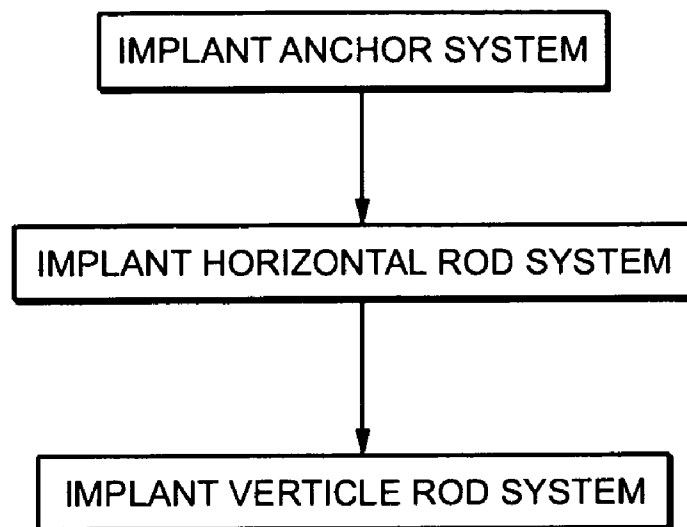 IMPLANT ANCHOR SYSTEM
IMPLANT HORIZONTAL ROD SYSTEM
IMPLANT VERTICLE ROD SYSTEM